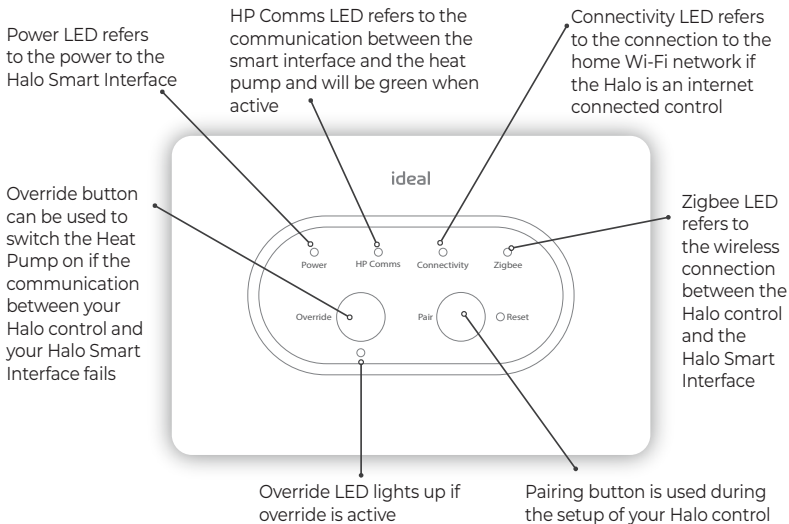 Power LED refers
to the power to the
Halo Smart Interface
HP Comms LED refers to the
communication between the
smart interface and the heat
pump and will be green when
active
Connectivity LED refers
to the connection to the
home Wi-Fi network if
the Halo is an internet
connected control
Override button
can be used to
switch the Heat
Pump on if the
communication
between your
Halo control and
your Halo Smart
Interface fails
ideal
Power
HP Comms
Connectivity
Zigbee
Override
Pair
Reset
Zigbee LED
refers to
the wireless
connection
between the
Halo control
and the
Halo Smart
Interface
Override LED lights up if
override is active
Pairing button is used during
the setup of your Halo control